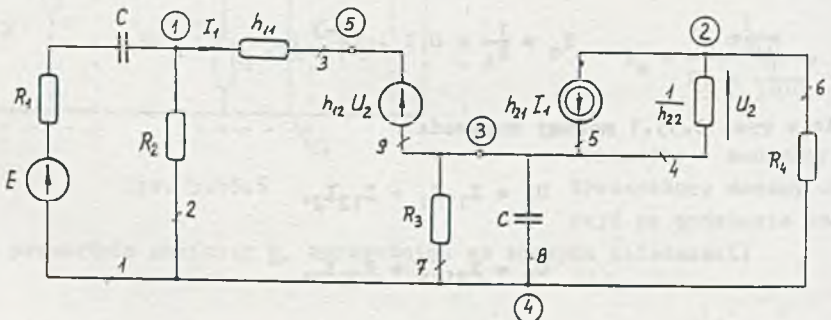 1
5
2
C
I₁
h₁₁
3
R₁
R₂
h₁₂ U₂
h₂₁ I₁
1/h₂₂
U₂
6
E
9
3
5
4
R₄
2
R₃
C
1
7
8
4